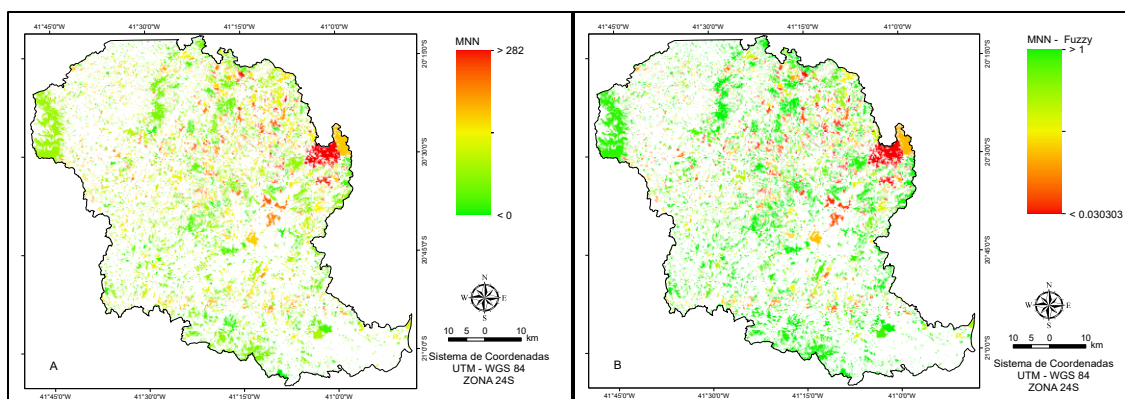 41°45'0"W 41°30'0"W 41°15'0"W 41°0'0"W
MNN
> 282
< 0
20°15'0"S
20°30'0"S
20°45'0"S
21°0'0"S
N
W E
S
10 5 0 10
km
Sistema de Coordenadas
UTM - WGS 84
ZONA 24S
A
41°45'0"W 41°30'0"W 41°15'0"W 41°0'0"W
41°45'0"W 41°30'0"W 41°15'0"W 41°0'0"W
MNN - Fuzzy
> 1
< 0.030303
20°15'0"S
20°30'0"S
20°45'0"S
21°0'0"S
N
W E
S
10 5 0 10
km
Sistema de Coordenadas
UTM - WGS 84
ZONA 24S
B
41°45'0"W 41°30'0"W 41°15'0"W 41°0'0"W